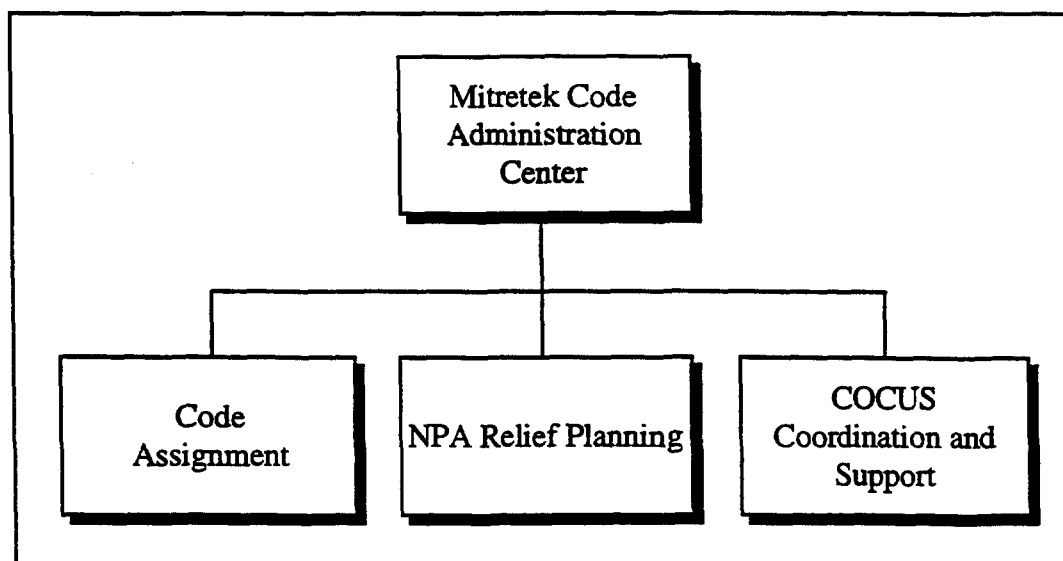 Mitretek Code
Administration
Center
Code
Assignment
NPA Relief Planning
COCUS
Coordination and
Support